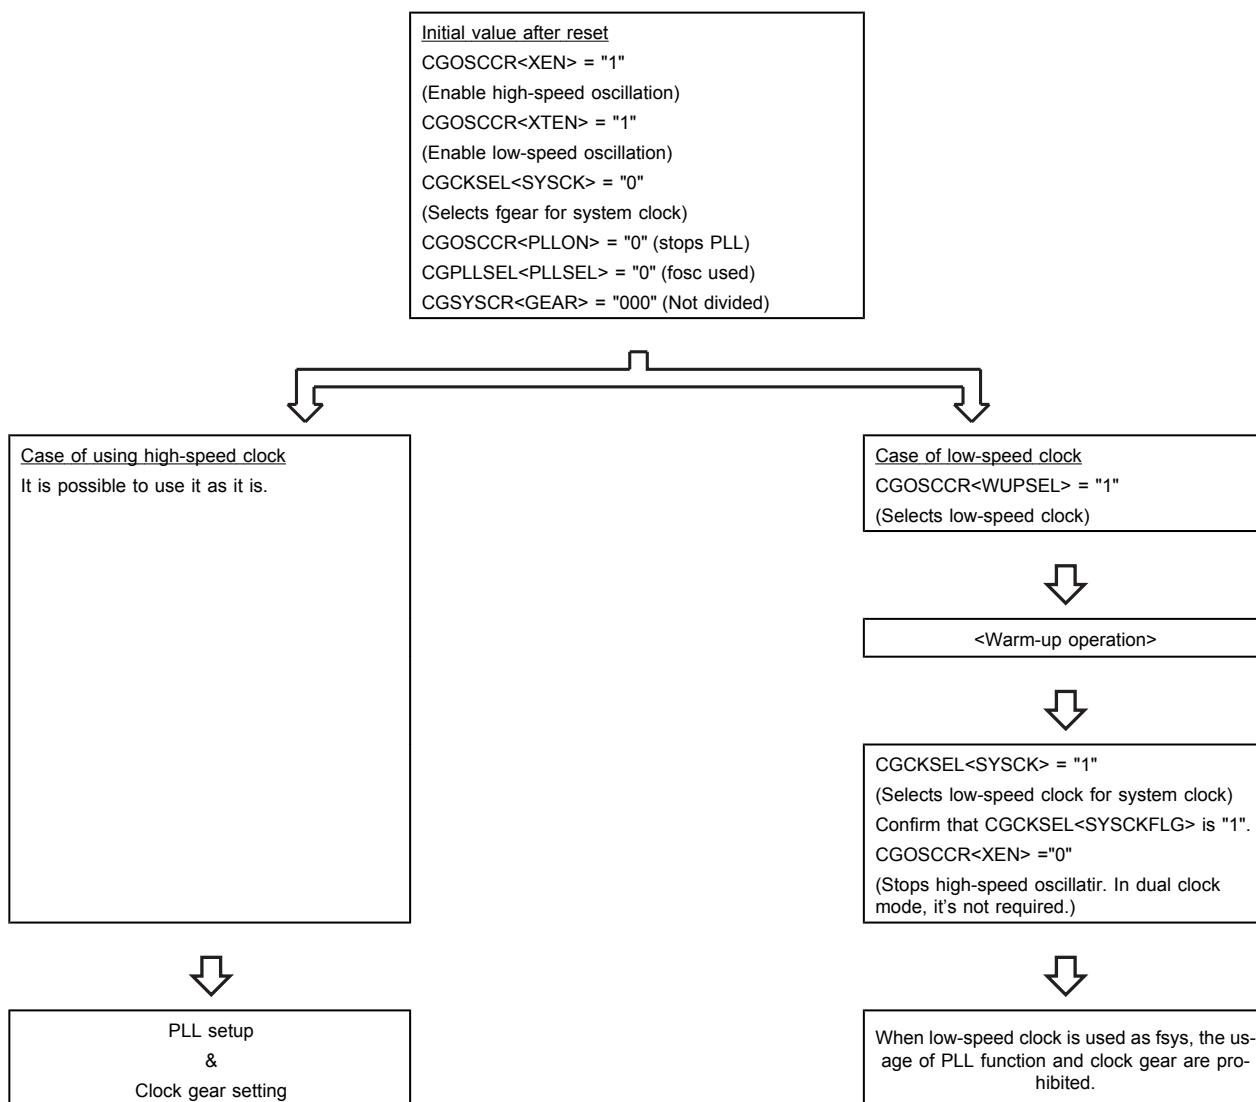 Initial value after reset
CGOSCCR<XEN> = "1"
(Enable high-speed oscillation)
CGOSCCR<XTEN> = "1"
(Enable low-speed oscillation)
CGCKSEL<SYSCK> = "0"
(Selects fgear for system clock)
CGOSCCR<PLLON> = "0" (stops PLL)
CGPLLSEL<PLLSEL> = "0" (fosc used)
CGSYSCR<GEAR> = "000" (Not divided)
Case of using high-speed clock
It is possible to use it as it is.
PLL setup
&
Clock gear setting
Case of low-speed clock
CGOSCCR<WUPSEL> = "1"
(Selects low-speed clock)
<Warm-up operation>
CGCKSEL<SYSCK> = "1"
(Selects low-speed clock for system clock)
Confirm that CGCKSEL<SYSCKFLG> is "1".
CGOSCCR<XEN> ="0"
(Stops high-speed oscillatir. In dual clock
mode, it's not required.)
When low-speed clock is used as fsys, the us-
age of PLL function and clock gear are pro-
hibited.